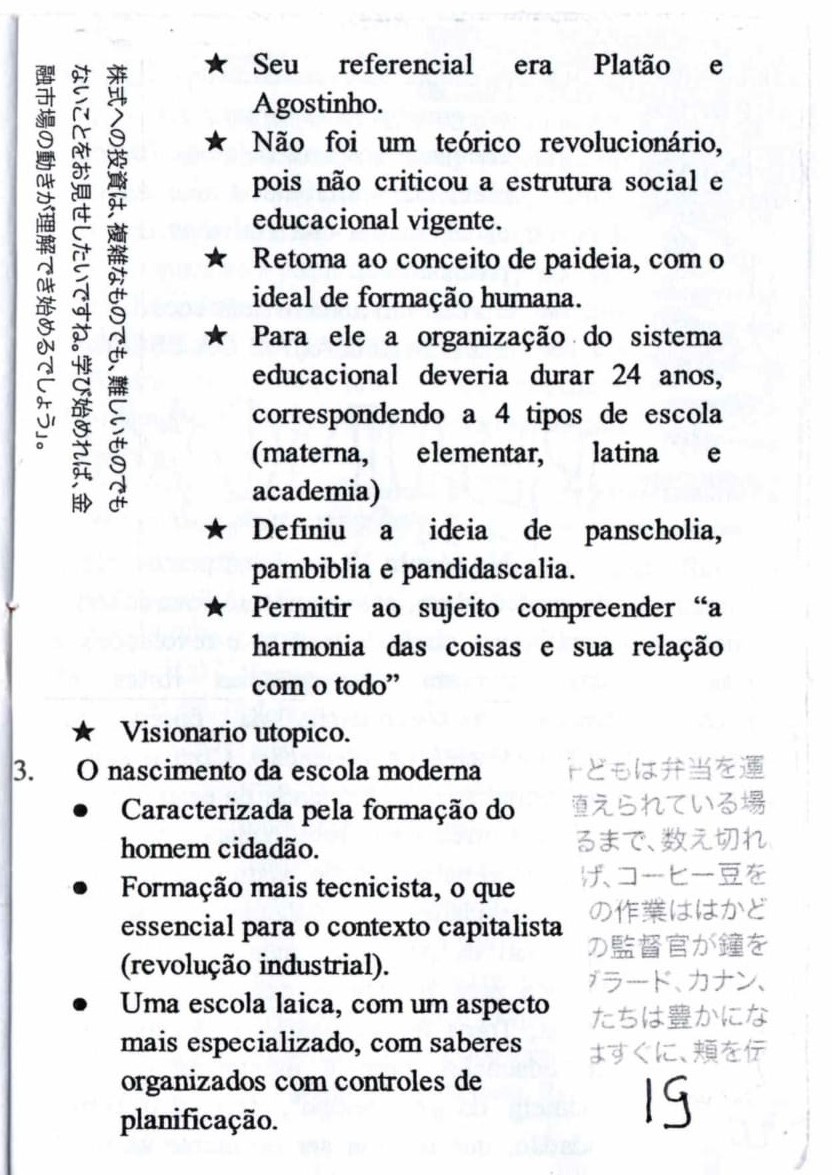 株式への投資は、複雑なものでも、難しいものでも
ないことをお見せしたいですね。学び始めれば、金
融市場の動きが理解でき始めるでしょう」。
★ Seu referencial era Platão e
Agostinho.
★ Não foi um teórico revolucionário,
pois não criticou a estrutura social e
educacional vigente.
★ Retoma ao conceito de paideia, com o
ideal de formação humana.
★ Para ele a organização do sistema
educacional deveria durar 24 anos,
correspondendo a 4 tipos de escola
(materna, elementar, latina e
academia)
★ Definiu a ideia de panscholia,
pambiblia e pandidascalia.
★ Permitir ao sujeito compreender “a
harmonia das coisas e sua relação
com o todo”
★ Visionario utopico.
3. O nascimento da escola moderna
● Caracterizada pela formação do
homem cidadão.
● Formação mais tecnicista, o que
essencial para o contexto capitalista
(revolução industrial).
● Uma escola laica, com um aspecto
mais especializado, com saberes
organizados com controles de
planificação.
どもは弁当を運
植えられている場
るまで、数え切れ
げ、コーヒー豆を
の作業ははかど
の監督官が鐘を
ラード、カナン、
たちは豊かにな
ますぐに、頬を伝
19